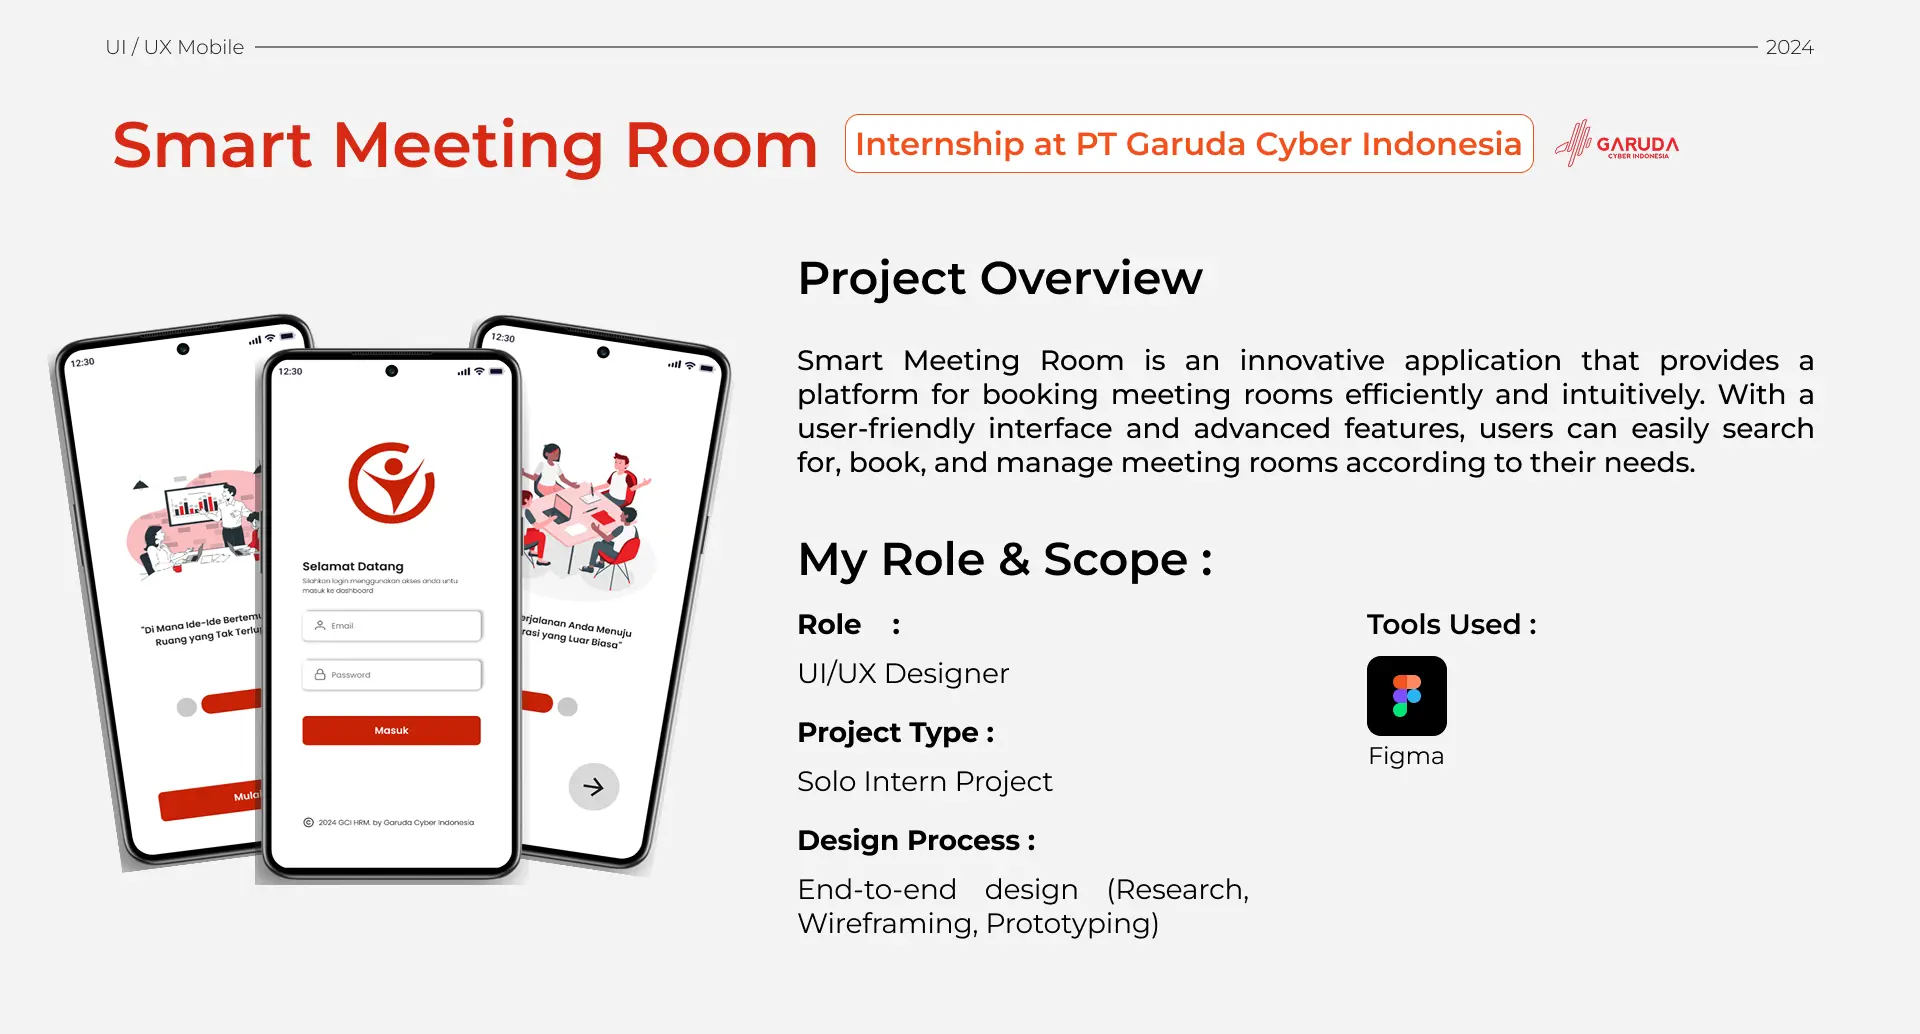 UI / UX Mobile
2024
Smart Meeting Room
Internship at PT Garuda Cyber Indonesia
GARUDA
CYBER INDONESIA
12:30
"Di Mana Ide-Ide Bertemu
Ruang yang Tak Terlup
Mulai
12:30
Selamat Datang
Silahkan login menggunakan akses anda untu
masuk ke dashboard
Email
Password
Masuk
© 2024 GCI HRM. by Garuda Cyber Indonesia
12:30
erjalanan Anda Menuju
rasi yang Luar Biasa"
Project Overview
Smart Meeting Room is an innovative application that provides a
platform for booking meeting rooms efficiently and intuitively. With a
user-friendly interface and advanced features, users can easily search
for, book, and manage meeting rooms according to their needs.
My Role & Scope :
Role :
UI/UX Designer
Project Type :
Solo Intern Project
Design Process :
End-to-end design (Research,
Wireframing, Prototyping)
Tools Used :
Figma